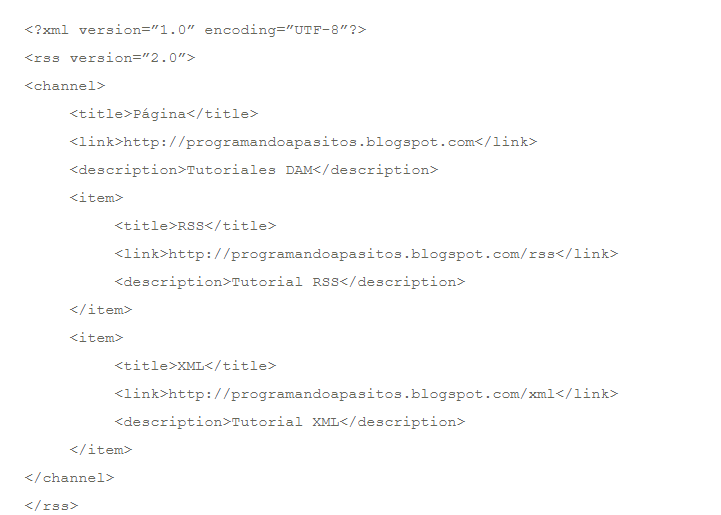 <?xml version=”1.0” encoding=”UTF-8”?>
<rss version=”2.0”>
<channel>
<title>Página</title>
<link>http://programandoapasitos.blogspot.com</link>
<description>Tutoriales DAM</description>
<item>
<title>RSS</title>
<link>http://programandoapasitos.blogspot.com/rss</link>
<description>Tutorial RSS</description>
</item>
<item>
<title>XML</title>
<link>http://programandoapasitos.blogspot.com/xml</link>
<description>Tutorial XML</description>
</item>
</channel>
</rss>